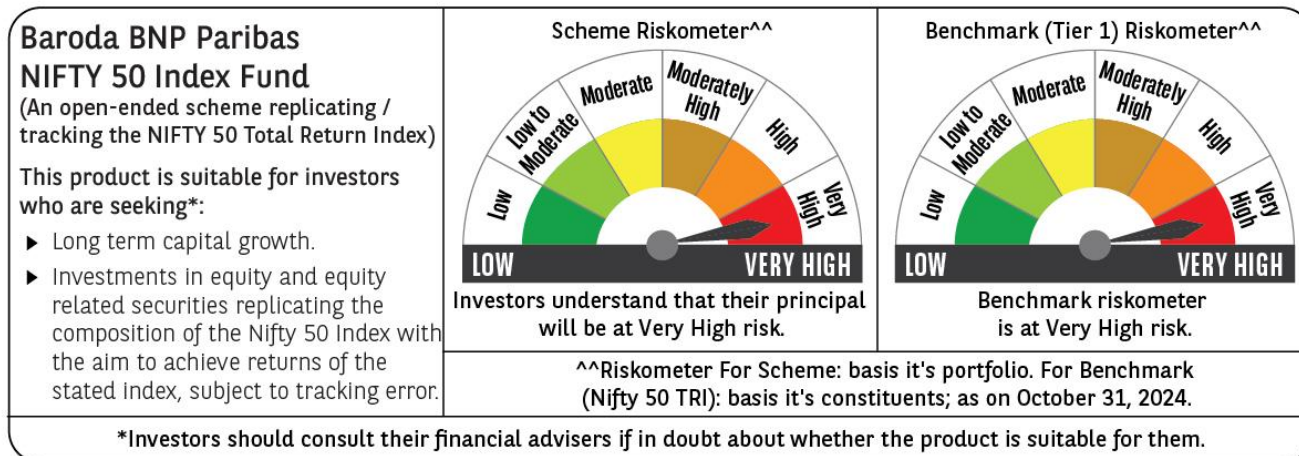 Baroda BNP Paribas
NIFTY 50 Index Fund
(An open-ended scheme replicating /
tracking the NIFTY 50 Total Return Index)
This product is suitable for investors
who are seeking*:
▶ Long term capital growth.
▶ Investments in equity and equity
related securities replicating the
composition of the Nifty 50 Index with
the aim to achieve returns of the
stated index, subject to tracking error.
Scheme Riskometer^^
Low
Low to
Moderate
Moderate
Moderately
High
High
Very
High
LOW
VERY HIGH
Investors understand that their principal
will be at Very High risk.
Benchmark (Tier 1) Riskometer^^
Low
Low to
Moderate
Moderate
Moderately
High
High
Very
High
LOW
VERY HIGH
Benchmark riskometer
is at Very High risk.
^^Riskometer For Scheme: basis it's portfolio. For Benchmark
(Nifty 50 TRI): basis it's constituents; as on October 31, 2024.
*Investors should consult their financial advisers if in doubt about whether the product is suitable for them.